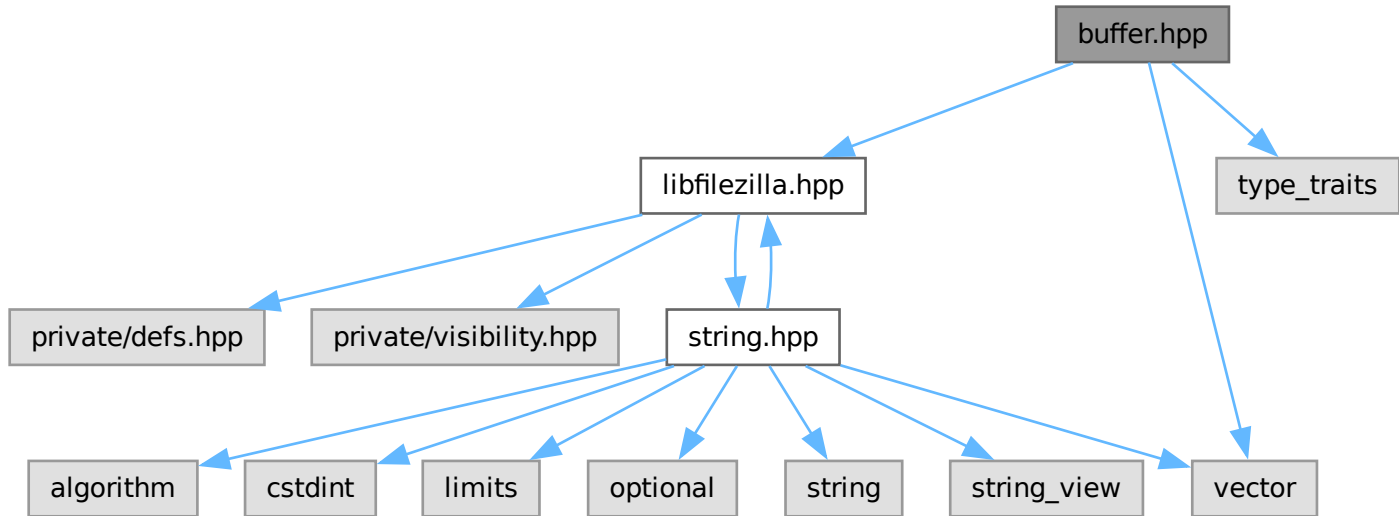 buffer.hpp
libfilezilla.hpp
type_traits
private/defs.hpp
private/visibility.hpp
string.hpp
algorithm
cstdint
limits
optional
string
string_view
vector